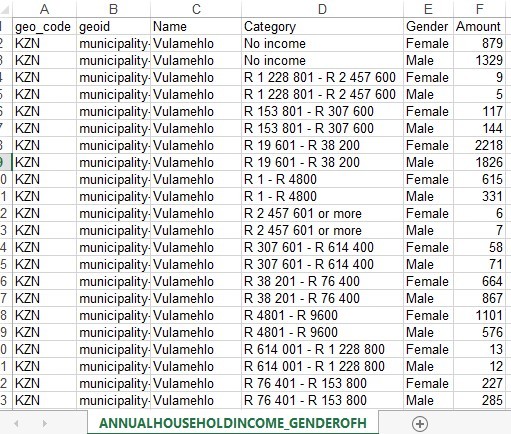 A B C D E F
geo_code geoid Name Category Gender Amount
2 KZN municipality- Vulamehlo No income Female 879
3 KZN municipality- Vulamehlo No income Male 1329
4 KZN municipality- Vulamehlo R 1 228 801 - R 2 457 600 Female 9
5 KZN municipality- Vulamehlo R 1 228 801 - R 2 457 600 Male 5
6 KZN municipality- Vulamehlo R 153 801 - R 307 600 Female 117
7 KZN municipality- Vulamehlo R 153 801 - R 307 600 Male 144
8 KZN municipality- Vulamehlo R 19 601 - R 38 200 Female 2218
9 KZN municipality- Vulamehlo R 19 601 - R 38 200 Male 1826
0 KZN municipality- Vulamehlo R 1 - R 4800 Female 615
1 KZN municipality- Vulamehlo R 1 - R 4800 Male 331
2 KZN municipality- Vulamehlo R 2 457 601 or more Female 6
3 KZN municipality- Vulamehlo R 2 457 601 or more Male 7
4 KZN municipality- Vulamehlo R 307 601 - R 614 400 Female 58
5 KZN municipality- Vulamehlo R 307 601 - R 614 400 Male 71
6 KZN municipality- Vulamehlo R 38 201 - R 76 400 Female 664
7 KZN municipality- Vulamehlo R 38 201 - R 76 400 Male 867
8 KZN municipality- Vulamehlo R 4801 - R 9600 Female 1101
9 KZN municipality- Vulamehlo R 4801 - R 9600 Male 576
0 KZN municipality- Vulamehlo R 614 001 - R 1 228 800 Female 13
1 KZN municipality- Vulamehlo R 614 001 - R 1 228 800 Male 12
2 KZN municipality- Vulamehlo R 76 401 - R 153 800 Female 227
3 KZN municipality- Vulamehlo R 76 401 - R 153 800 Male 285
ANNUALHOUSEHOLDINCOME_GENDEROFH